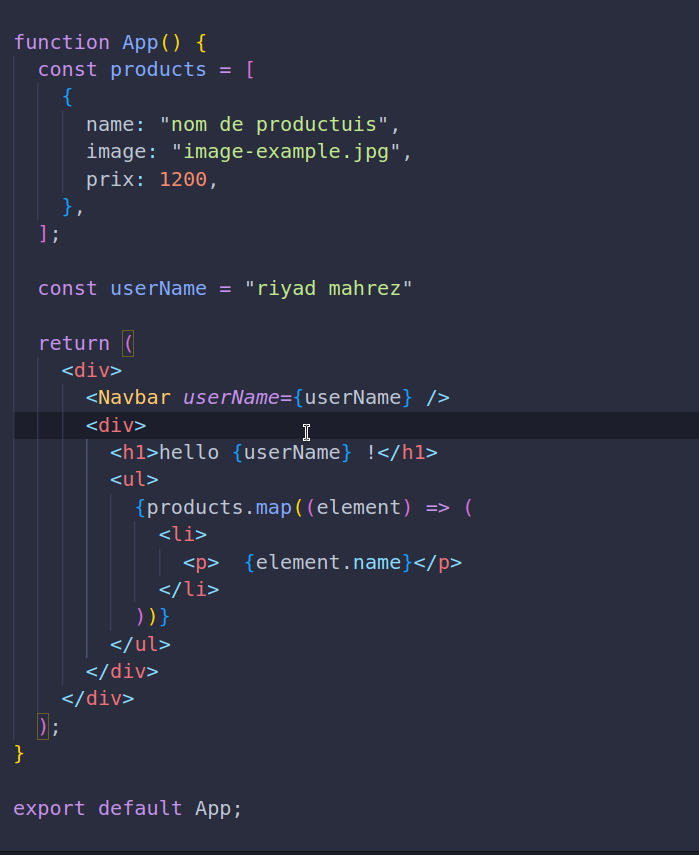 function App() {
  const products = [
    {
      name: "nom de productuis",
      image: "image-example.jpg",
      prix: 1200,
    },
  ];

  const userName = "riyad mahrez"

  return (
    <div>
      <Navbar userName={userName} />
      <div>
        <h1>hello {userName} !</h1>
        <ul>
          {products.map((element) => (
            <li>
              <p>  {element.name}</p>
            </li>
          ))}
        </ul>
      </div>
    </div>
  );
}

export default App;